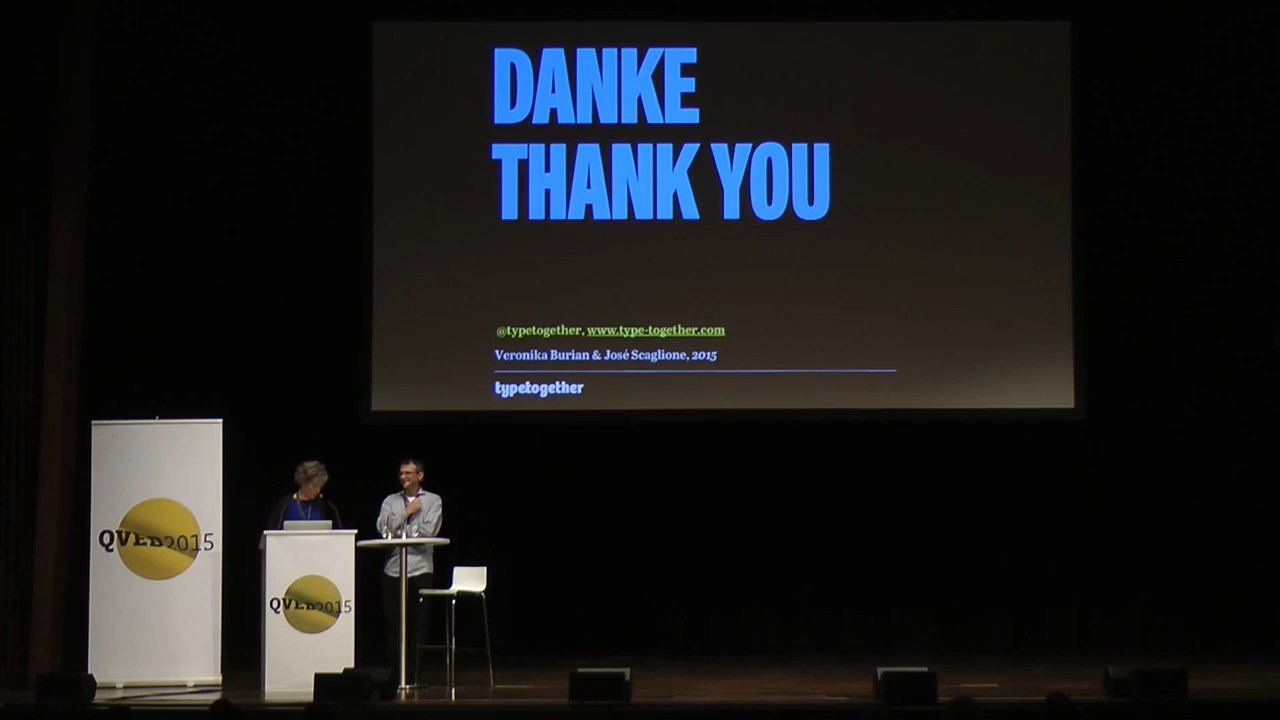 DANKE
THANK YOU
@typetogether, www.type-together.com
Veronika Burian & José Scaglione, 2015
typetogether
QVED2015
QVED2015